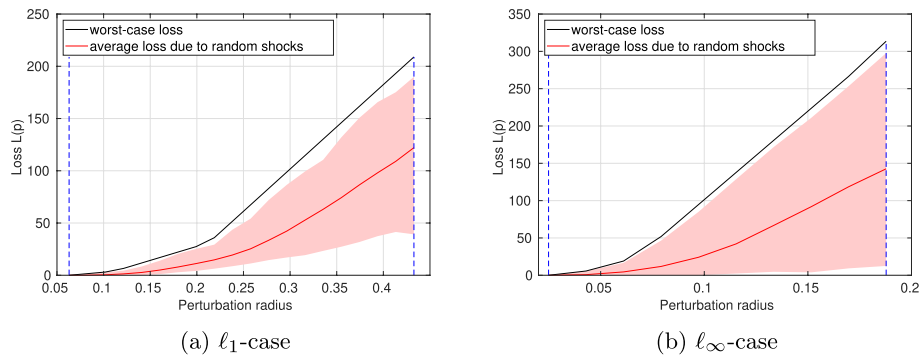 worst-case loss
average loss due to random shocks
250
200
150
100
50
0
Loss L(p)
0.05 0.1 0.15 0.2 0.25 0.3 0.35 0.4
Perturbation radius
(a) ℓ₁-case
worst-case loss
average loss due to random shocks
350
300
250
200
150
100
50
0
Loss L(p)
0.05 0.1 0.15 0.2
Perturbation radius
(b) ℓ∞-case